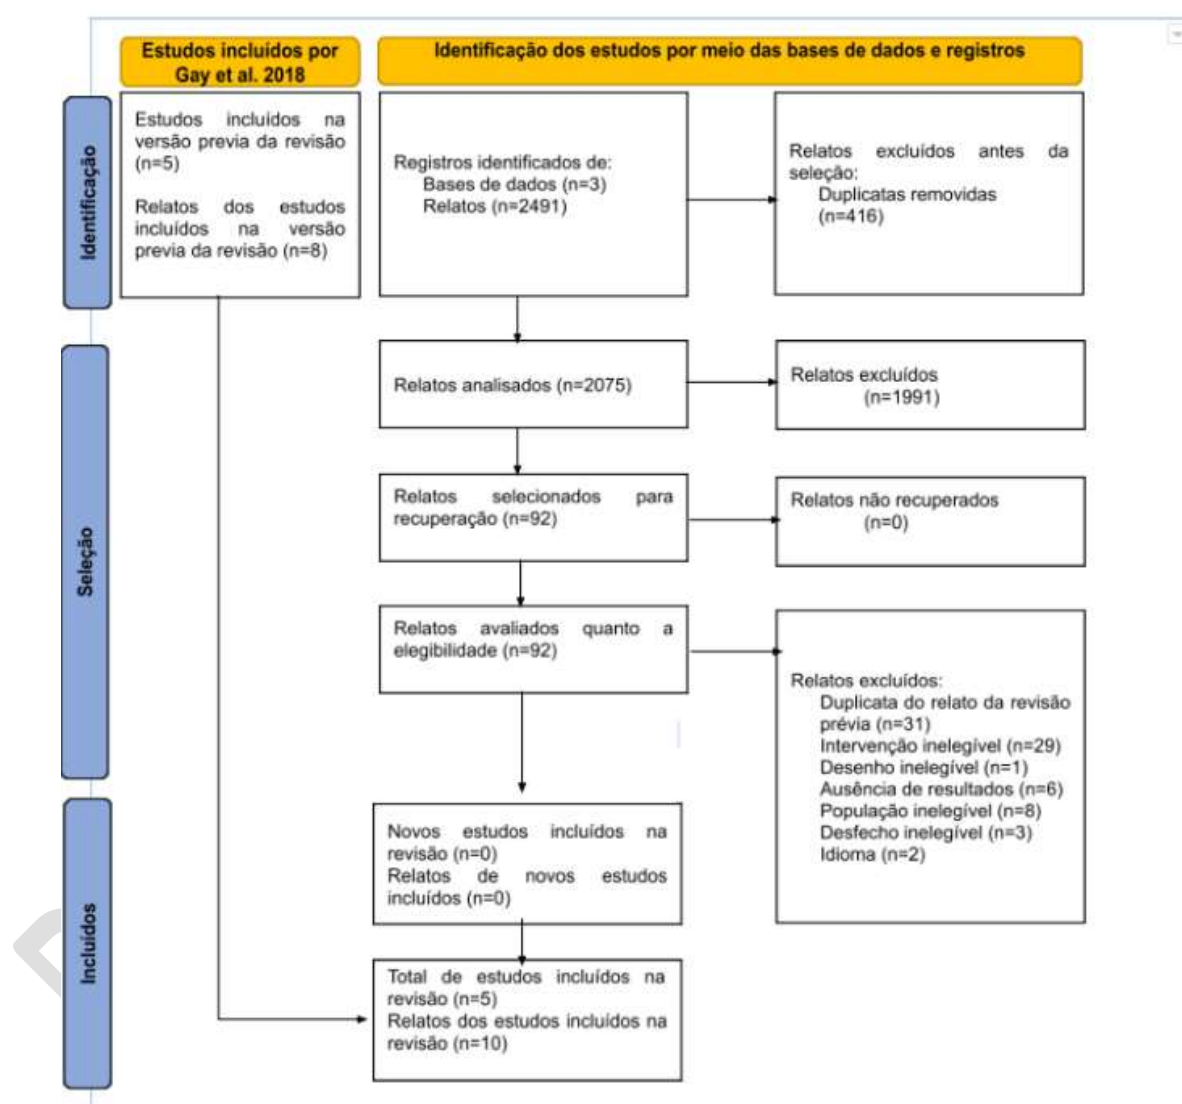 Estudos incluídos por
Gay et al. 2018
Identificação dos estudos por meio das bases de dados e registros
Identificação
Estudos incluidos na
versão previa da revisão
(n=5)
Relatos dos estudos
incluídos na versão
previa da revisão (n=8)
Registros identificados de:
Bases de dados (n=3)
Relatos (n=2491)
Relatos excluídos antes da
seleção:
Duplicatas removidas
(n=416)
Seleção
Relatos analisados (n=2075)
Relatos excluídos
(n=1991)
Relatos selecionados para
recuperação (n=92)
Relatos não recuperados
(n=0)
Relatos avaliados quanto a
elegibilidade (n=92)
Relatos excluídos:
Duplicata do relato da revisão
prévia (n=31)
Intervenção inelegível (n=29)
Desenho inelegível (n=1)
Ausência de resultados (n=6)
População inelegível (n=8)
Desfecho inelegível (n=3)
Idioma (n=2)
Incluídos
Novos estudos incluídos na
revisão (n=0)
Relatos de novos estudos
incluídos (n=0)
Total de estudos incluídos na
revisão (n=5)
Relatos dos estudos incluídos na
revisão (n=10)